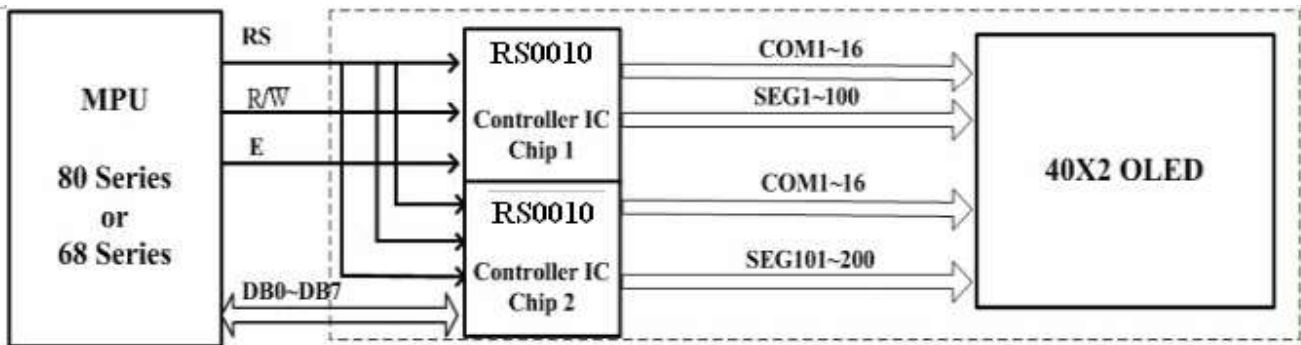 MPU
80 Series
or
68 Series
RS
R/W̅
E
DB0~DB7
RS0010
Controller IC
Chip 1
RS0010
Controller IC
Chip 2
COM1~16
SEG1~100
COM1~16
SEG101~200
40X2 OLED